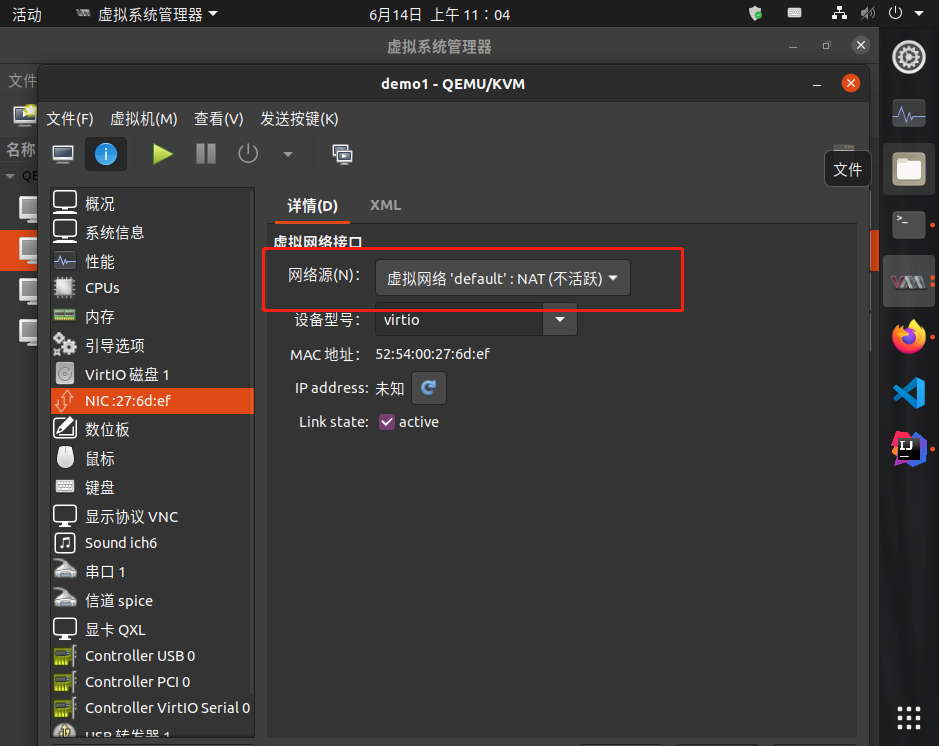 活动 虚拟系统管理器 6月14日 上午 11：04
虚拟系统管理器
文件
名称
demo1 - QEMU/KVM
文件(F) 虚拟机(M) 查看(V) 发送按键(K)
文件
概况
系统信息
性能
CPUs
内存
引导选项
VirtIO 磁盘 1
NIC :27:6d:ef
数位板
鼠标
键盘
显示协议 VNC
Sound ich6
串口 1
信道 spice
显卡 QXL
Controller USB 0
Controller PCI 0
Controller VirtIO Serial 0
USB 转发器 1
详情(D) XML
虚拟网络接口
网络源(N)： 虚拟网络 'default' : NAT (不活跃)
设备型号： virtio
MAC 地址： 52:54:00:27:6d:ef
IP address: 未知
Link state: active